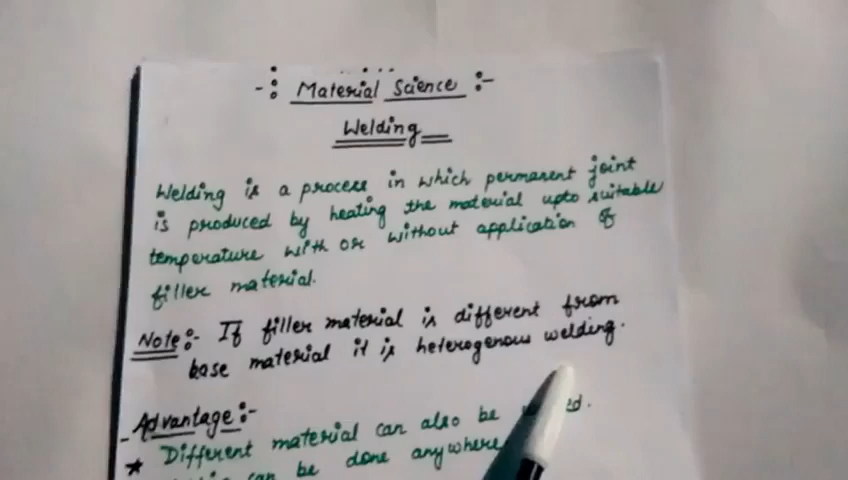 -: Material Science :-
Welding
Welding is a process in which permanent joint
is produced by heating the material upto suitable
temperature with or without application of
filler material.
Note:- If filler material is different from
base material it is heterogenous welding.
- Advantage :-
* Different material can also be ed.
can be done anywhere